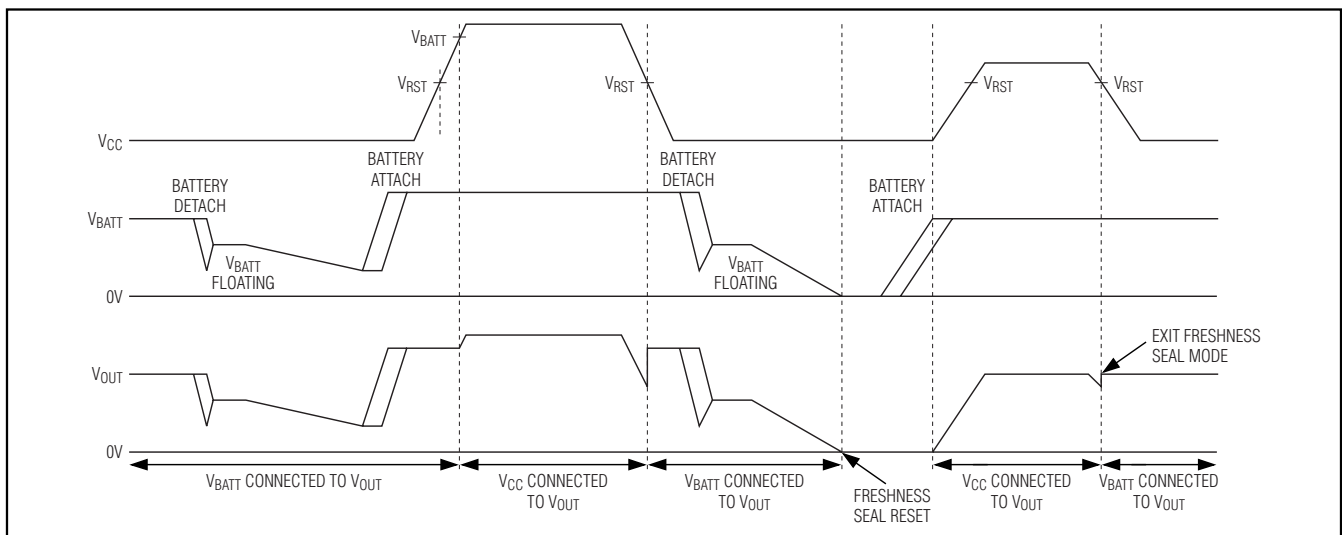 VBATT
VRST
VRST
VRST
VRST
VCC
BATTERY
DETACH
BATTERY
ATTACH
BATTERY
DETACH
BATTERY
ATTACH
VBATT
VBATT
FLOATING
VBATT
FLOATING
0V
EXIT FRESHNESS
SEAL MODE
VOUT
0V
VBATT CONNECTED TO VOUT
VCC CONNECTED
TO VOUT
VBATT CONNECTED
TO VOUT
FRESHNESS
SEAL RESET
VCC CONNECTED
TO VOUT
VBATT CONNECTED
TO VOUT